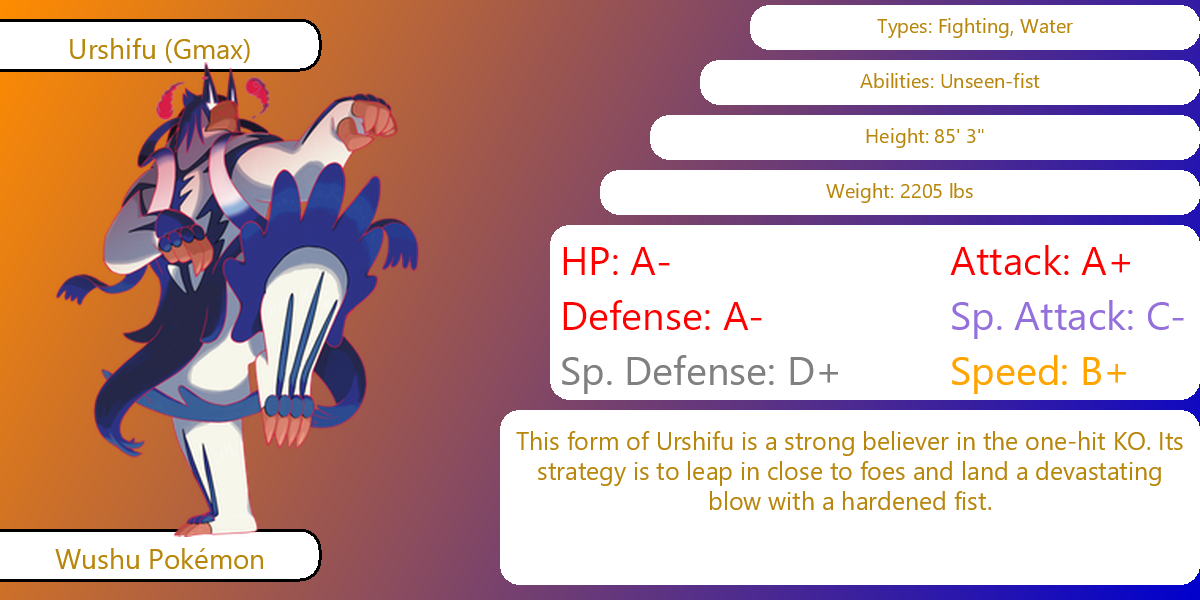 Urshifu (Gmax)
Types: Fighting, Water
Abilities: Unseen-fist
Height: 85' 3"
Weight: 2205 lbs
HP: A-
Attack: A+
Defense: A-
Sp. Attack: C-
Sp. Defense: D+
Speed: B+
This form of Urshifu is a strong believer in the one-hit KO. Its
strategy is to leap in close to foes and land a devastating
blow with a hardened fist.
Wushu Pokémon